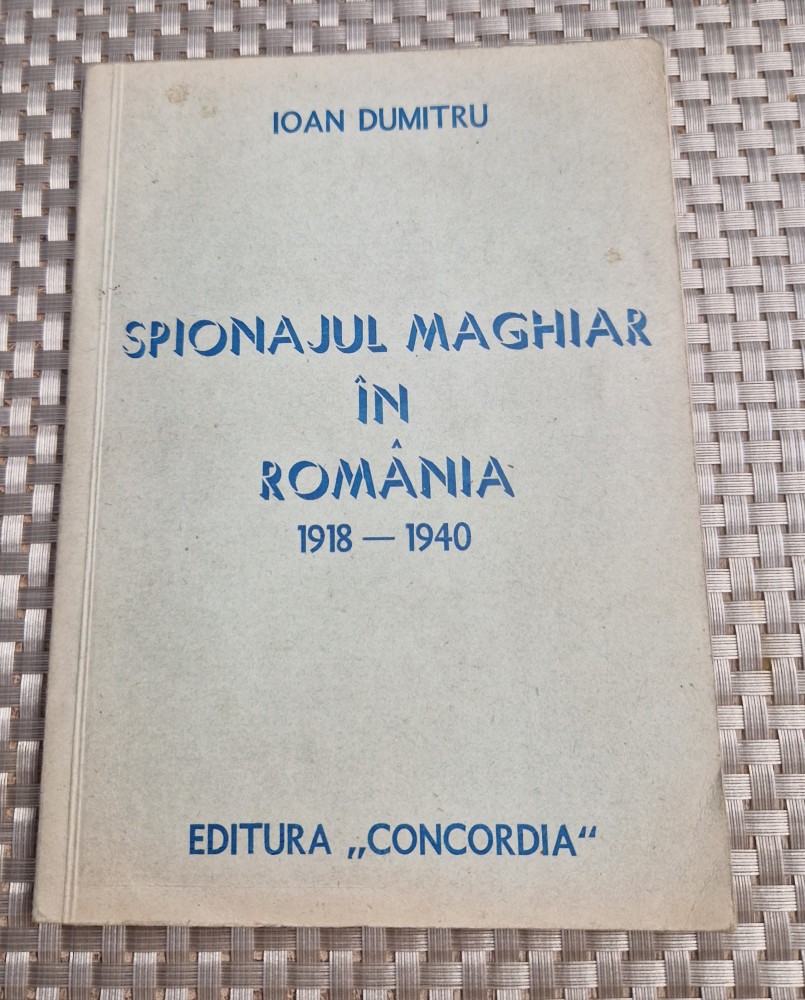 IOAN DUMITRU
SPIONAJUL MAGHIAR
ÎN
ROMÂNIA
1918 — 1940
EDITURA „CONCORDIA“